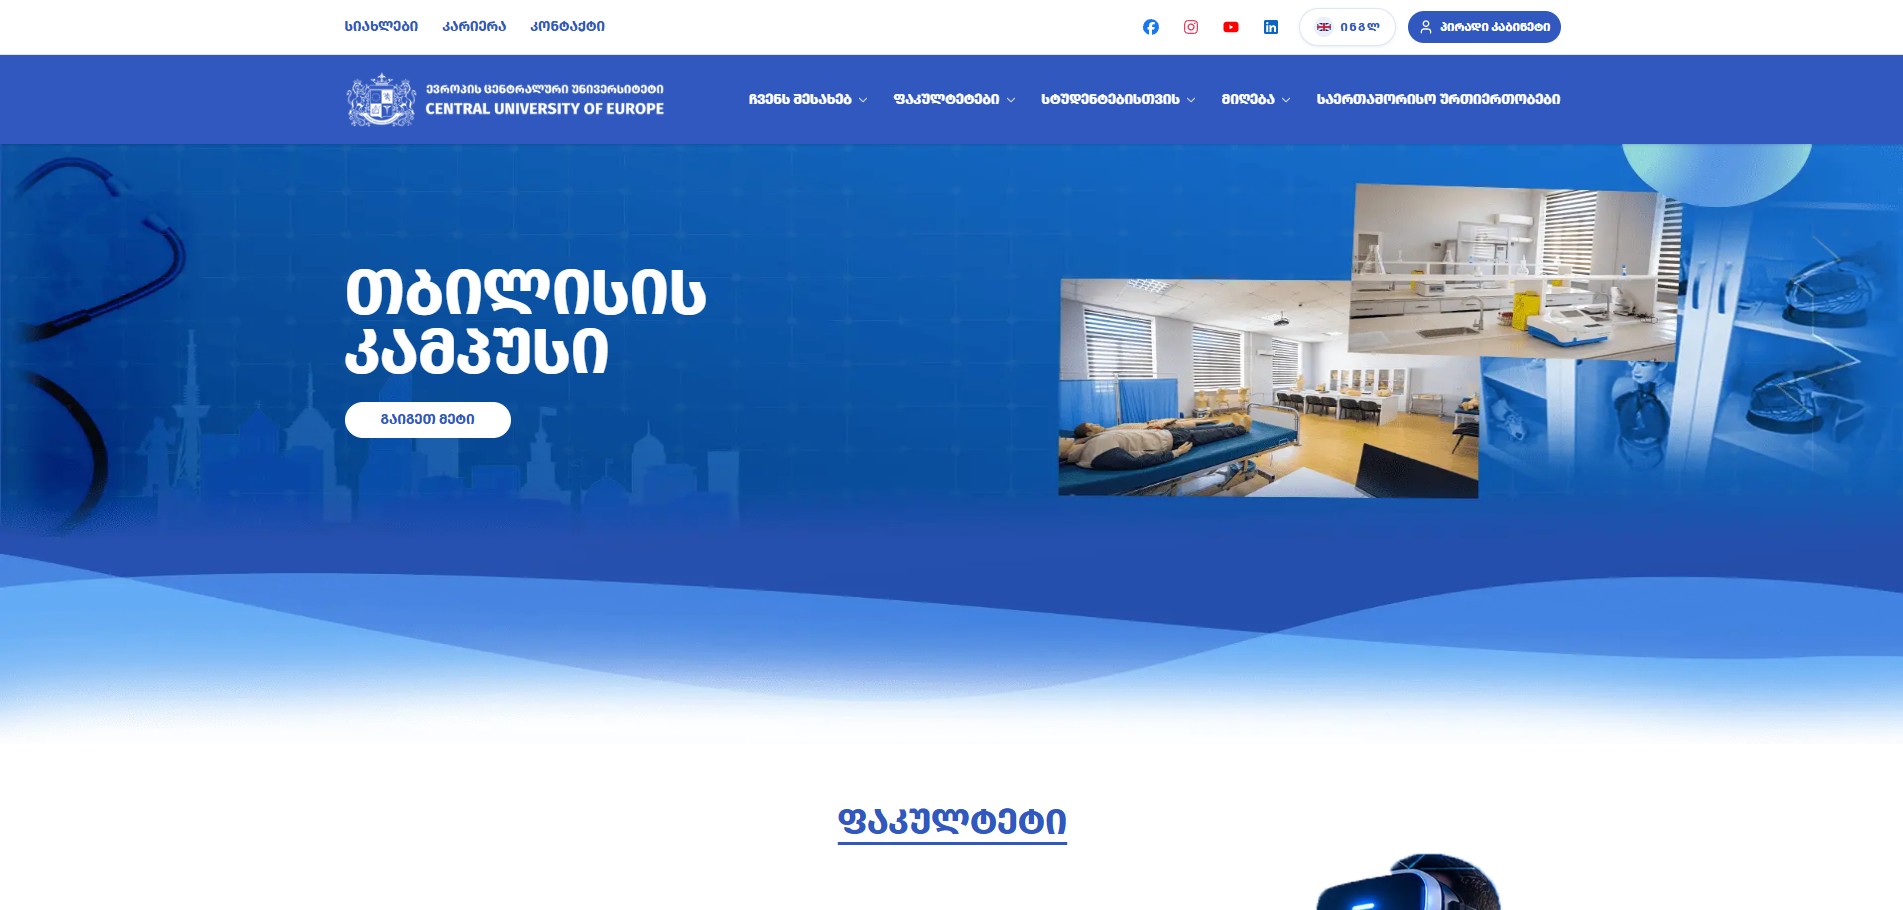 სიახლეები კარიერა კონტაქტი
ინგლ
პირადი კაბინეტი
ევროპის ცენტრალური უნივერსიტეტი
CENTRAL UNIVERSITY OF EUROPE
ჩვენს შესახებ ფაკულტეტები სტუდენტებისთვის მიღება საერთაშორისო ურთიერთობები
თბილისის
კამპუსი
გაიგეთ მეტი
ფაკულტეტი